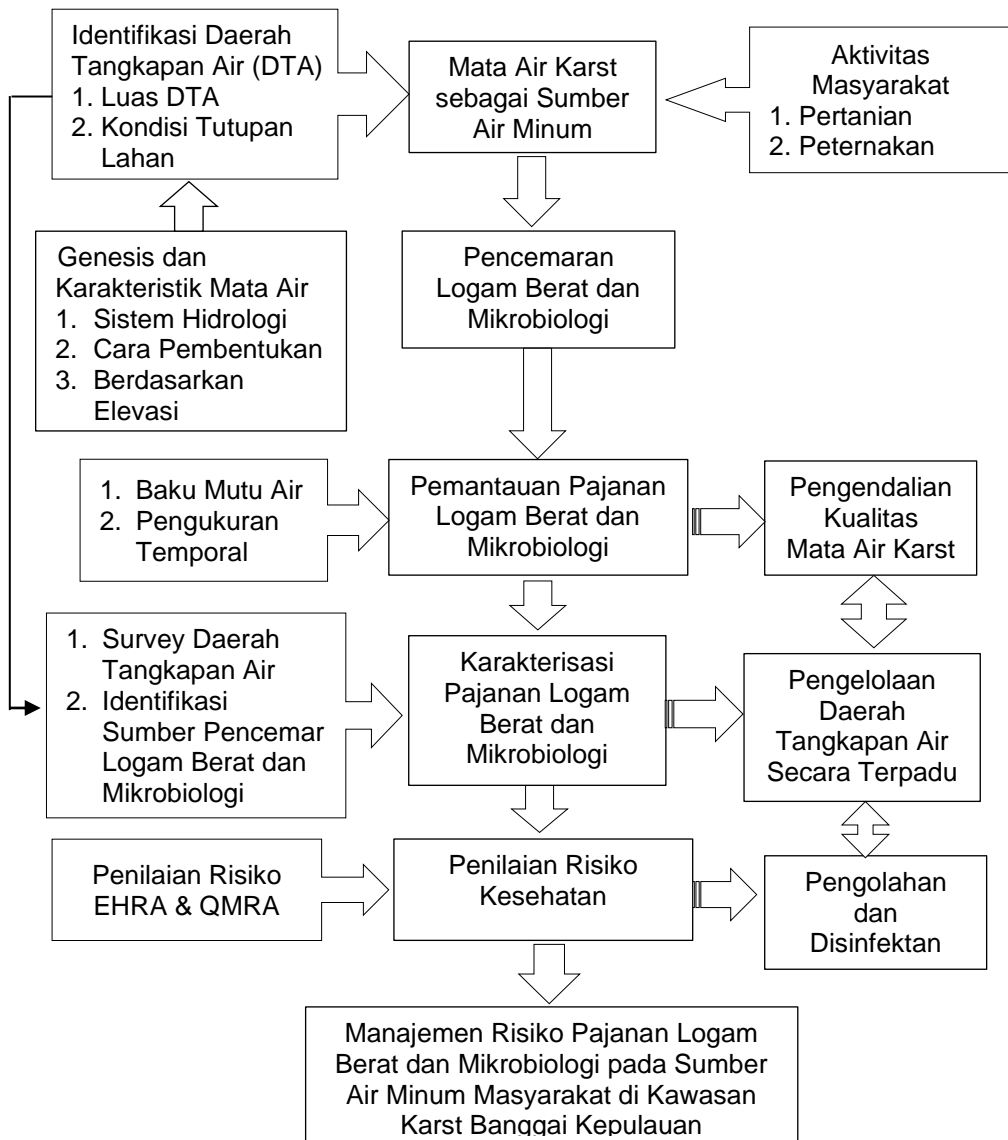 Identifikasi Daerah
Tangkapan Air (DTA)
1. Luas DTA
2. Kondisi Tutupan
Lahan
Mata Air Karst
sebagai Sumber
Air Minum
Aktivitas
Masyarakat
1. Pertanian
2. Peternakan
Genesis dan
Karakteristik Mata Air
1. Sistem Hidrologi
2. Cara Pembentukan
3. Berdasarkan
Elevasi
Pencemaran
Logam Berat dan
Mikrobiologi
1. Baku Mutu Air
2. Pengukuran
Temporal
Pemantauan Pajanan
Logam Berat dan
Mikrobiologi
Pengendalian
Kualitas
Mata Air Karst
1. Survey Daerah
Tangkapan Air
2. Identifikasi
Sumber Pencemar
Logam Berat dan
Mikrobiologi
Karakterisasi
Pajanan Logam
Berat dan
Mikrobiologi
Pengelolaan
Daerah
Tangkapan Air
Secara Terpadu
Penilaian Risiko
EHRA & QMRA
Penilaian Risiko
Kesehatan
Pengolahan
dan
Disinfektan
Manajemen Risiko Pajanan Logam
Berat dan Mikrobiologi pada Sumber
Air Minum Masyarakat di Kawasan
Karst Banggai Kepulauan